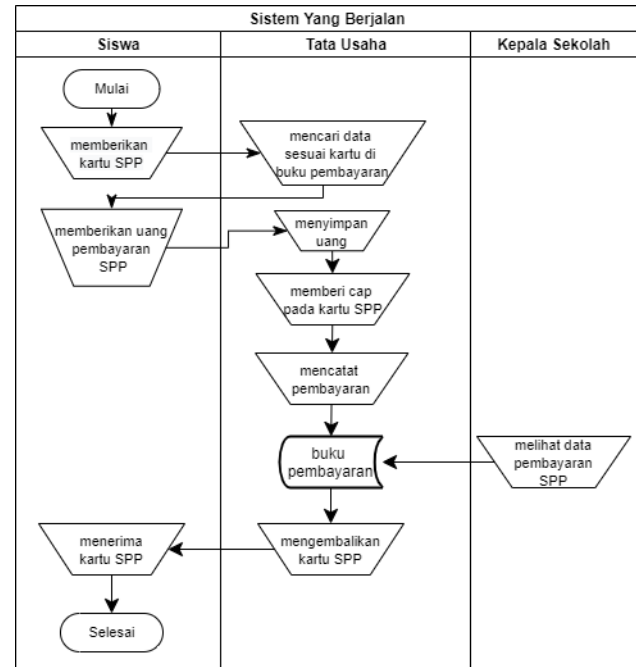 Sistem Yang Berjalan
Siswa
Tata Usaha
Kepala Sekolah
Mulai
memberikan
kartu SPP
mencari data
sesuai kartu di
buku pembayaran
memberikan uang
pembayaran
SPP
menyimpan
uang
memberi cap
pada kartu SPP
mencatat
pembayaran
buku
pembayaran
melihat data
pembayaran
SPP
mengembalikan
kartu SPP
menerima
kartu SPP
Selesai